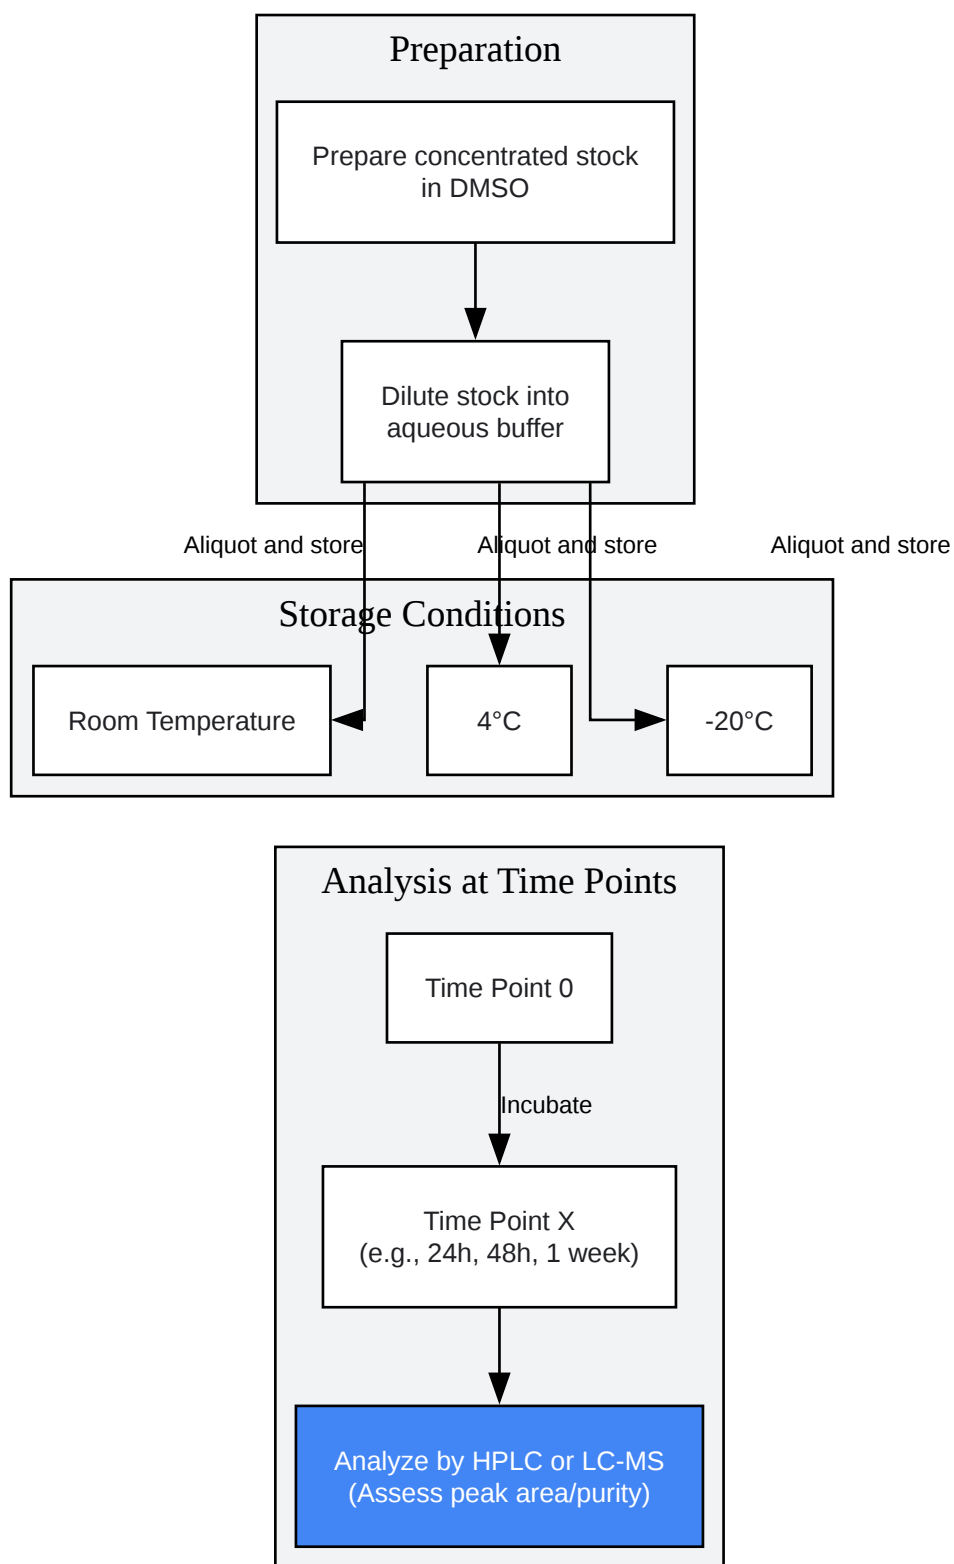 Preparation
Prepare concentrated stock
in DMSO
Dilute stock into
aqueous buffer
Aliquot and store
Aliquot and store
Aliquot and store
Storage Conditions
Room Temperature
4°C
-20°C
Analysis at Time Points
Time Point 0
Incubate
Time Point X
(e.g., 24h, 48h, 1 week)
Analyze by HPLC or LC-MS
(Assess peak area/purity)